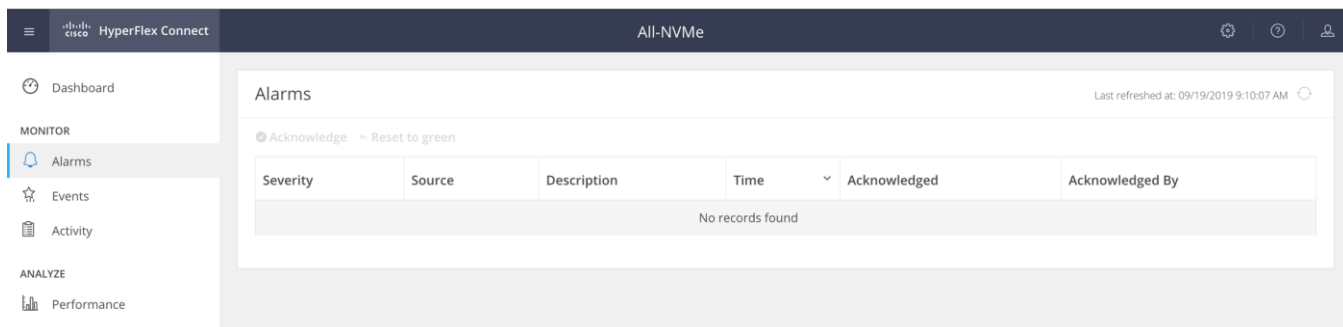 cisco HyperFlex Connect
All-NVMe
Dashboard
MONITOR
Alarms
Events
Activity
ANALYZE
Performance
Alarms
Last refreshed at: 09/19/2019 9:10:07 AM
Acknowledge Reset to green
Severity Source Description Time Acknowledged Acknowledged By
No records found